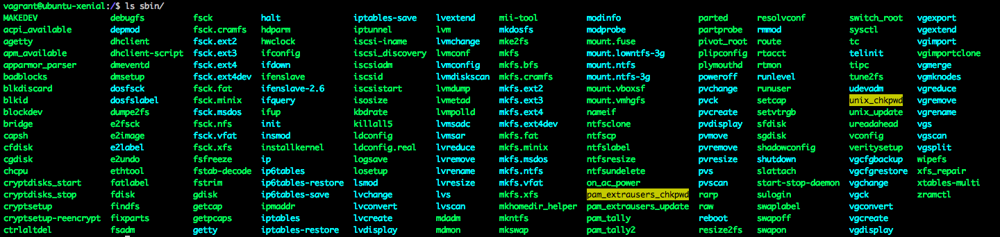 vagrant@ubuntu-xenial:/$ ls sbin/
MAKEDEV debugfs fsck halt iptables-save lvextend mii-tool modinfo parted resolvconf switch_root vgexport
acpi_available depmod fsck.cramfs hdparm iptunnel lvm mkdosfs modprobe partprobe rmmod sysctl vgextend
agetty dhclient fsck.ext2 hwclock iscsi-iname lvmchange mke2fs mount.fuse pivot_root route tc vgimport
apm_available dhclient-script fsck.ext3 ifconfig iscsi_discovery lvmconf mkfs mount.lowntfs-3g plipconfig rtacct telinit vgimportclone
apparmor_parser dmeventd fsck.ext4 ifdown iscsiadm lvmconfig mkfs.bfs mount.ntfs plymouthd rtmon tipc vgmerge
badblocks dmsetup fsck.ext4dev ifenslave iscsid lvmdiskscan mkfs.cramfs mount.ntfs-3g poweroff runlevel tune2fs vgmknodes
blkdiscard dosfsck fsck.fat ifenslave-2.6 iscsistart lvmdump mkfs.ext2 mount.vboxsf pvchange runuser udevadm vgreduce
blkid dosfslabel fsck.minix ifquery isosize lvmetad mkfs.ext3 mount.vmhgfs pvck setcap unix_chkpwd vgremove
blockdev dumpe2fs fsck.msdos ifup kbdrate lvmpolld mkfs.ext4 nameif pvcreate setvtrgb unix_update vgrename
bridge e2fsck fsck.nfs init killall5 lvmsadc mkfs.ext4dev ntfsclone pvdisplay sfdisk ureadahead vgs
capsh e2image fsck.vfat insmod ldconfig lvmsar mkfs.fat ntfscp pvmove sgdisk vconfig vgscan
cfdisk e2label fsck.xfs installkernel ldconfig.real lvreduce mkfs.minix ntfslabel pvremove shadowconfig veritysetup vgsplit
cgdisk e2undo fsfreeze ip logsave lvremove mkfs.msdos ntfsresize pvresize shutdown vgcfgbackup wipefs
chcpu ethtool fstab-decode ip6tables losetup lvrename mkfs.ntfs ntfsundelete pvs slattach vgcfgrestore xfs_repair
cryptdisks_start fatlabel fstrim ip6tables-restore lsmod lvresize mkfs.vfat on_ac_power pvscan start-stop-daemon vgchange xtables-multi
cryptdisks_stop fdisk gdisk ip6tables-save lvchange lvs mkfs.xfs pam_extrausers_chkpwd rarp sulogin vgck zramctl
cryptsetup findfs getcap ipmaddr lvconvert lvscan mkhomedir_helper pam_extrausers_update raw swaplabel vgconvert
cryptsetup-reencrypt fixparts getpcaps iptables lvcreate mdadm mkntfs pam_tally reboot swapoff vgcreate
ctrlaltdel fsadm getty iptables-restore lvdisplay mdmon mkswap pam_tally2 resize2fs swapon vgdisplay